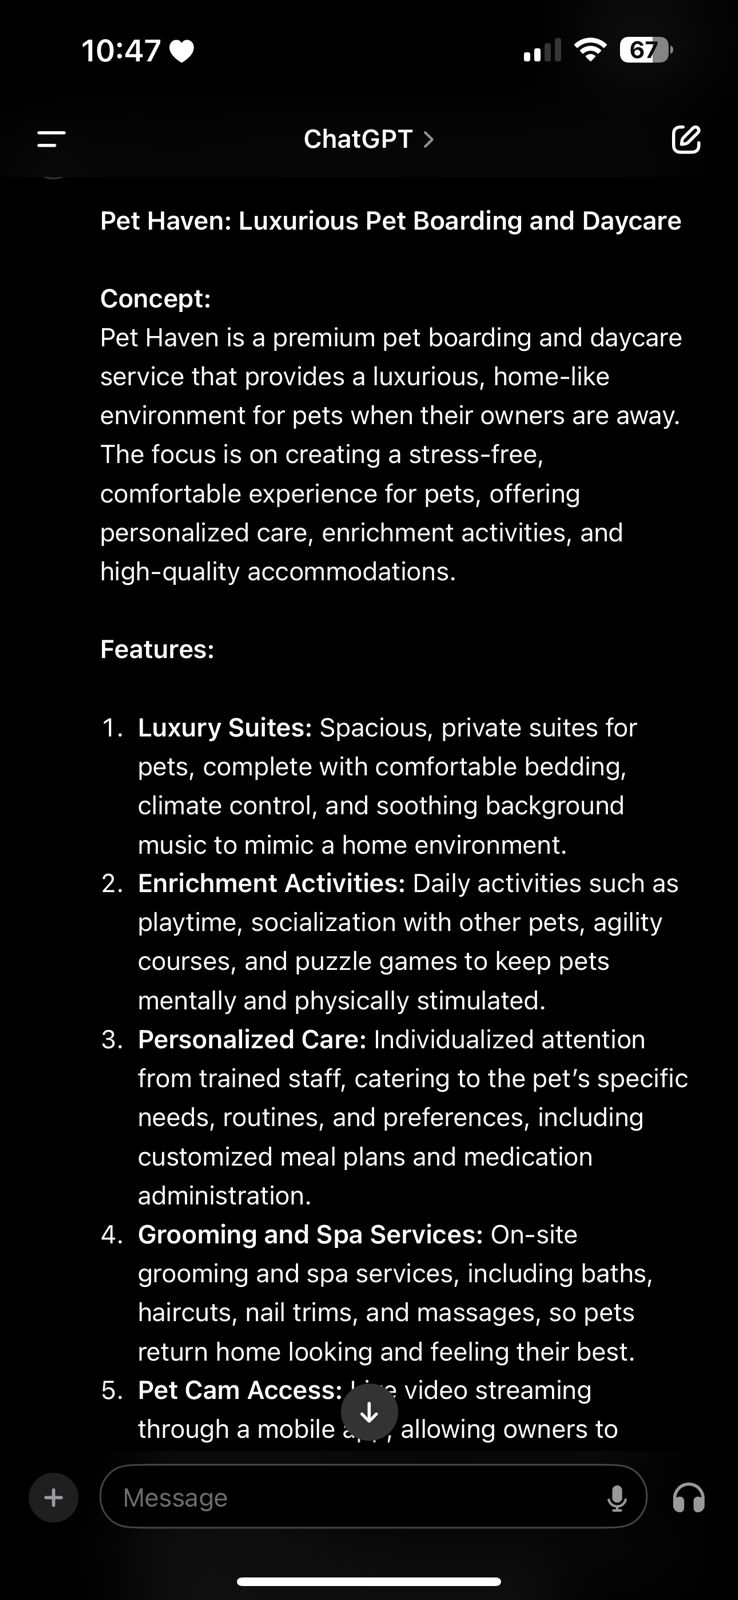 10:47
67
ChatGPT
Pet Haven: Luxurious Pet Boarding and Daycare
Concept:
Pet Haven is a premium pet boarding and daycare
service that provides a luxurious, home-like
environment for pets when their owners are away.
The focus is on creating a stress-free,
comfortable experience for pets, offering
personalized care, enrichment activities, and
high-quality accommodations.
Features:
1. Luxury Suites: Spacious, private suites for
pets, complete with comfortable bedding,
climate control, and soothing background
music to mimic a home environment.
2. Enrichment Activities: Daily activities such as
playtime, socialization with other pets, agility
courses, and puzzle games to keep pets
mentally and physically stimulated.
3. Personalized Care: Individualized attention
from trained staff, catering to the pet’s specific
needs, routines, and preferences, including
customized meal plans and medication
administration.
4. Grooming and Spa Services: On-site
grooming and spa services, including baths,
haircuts, nail trims, and massages, so pets
return home looking and feeling their best.
5. Pet Cam Access: video streaming
through a mobile allowing owners to
Message